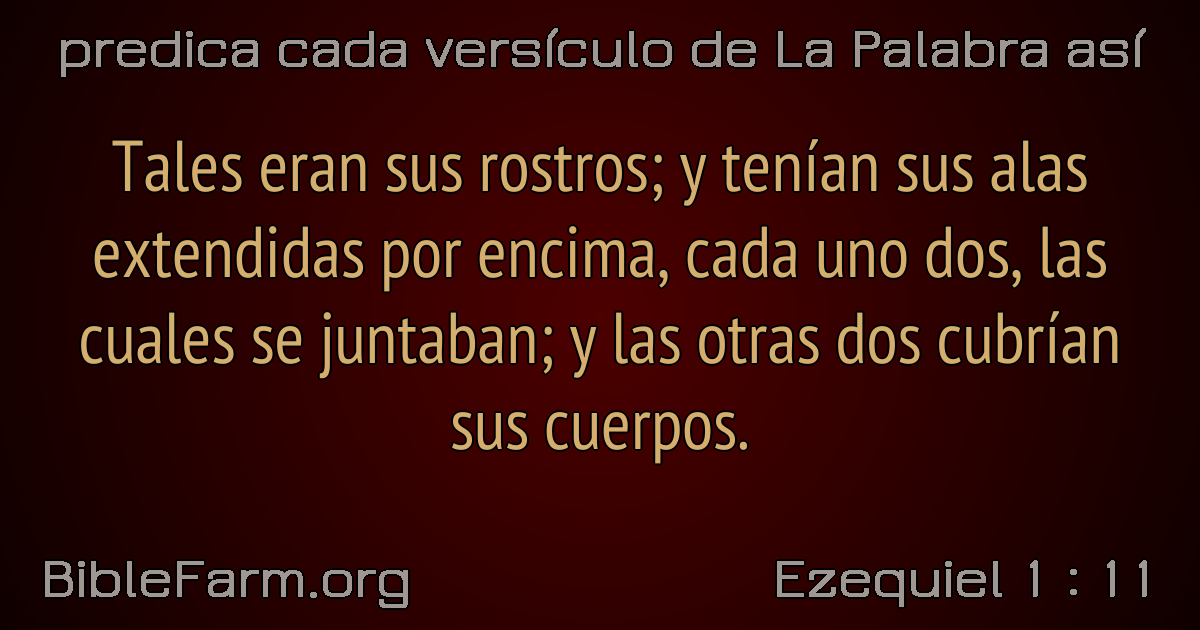 predica cada versículo de La Palabra así
Tales eran sus rostros; y tenían sus alas
extendidas por encima, cada uno dos, las
cuales se juntaban; y las otras dos cubrían
sus cuerpos.
BibleFarm.org
Ezequiel 1 : 11